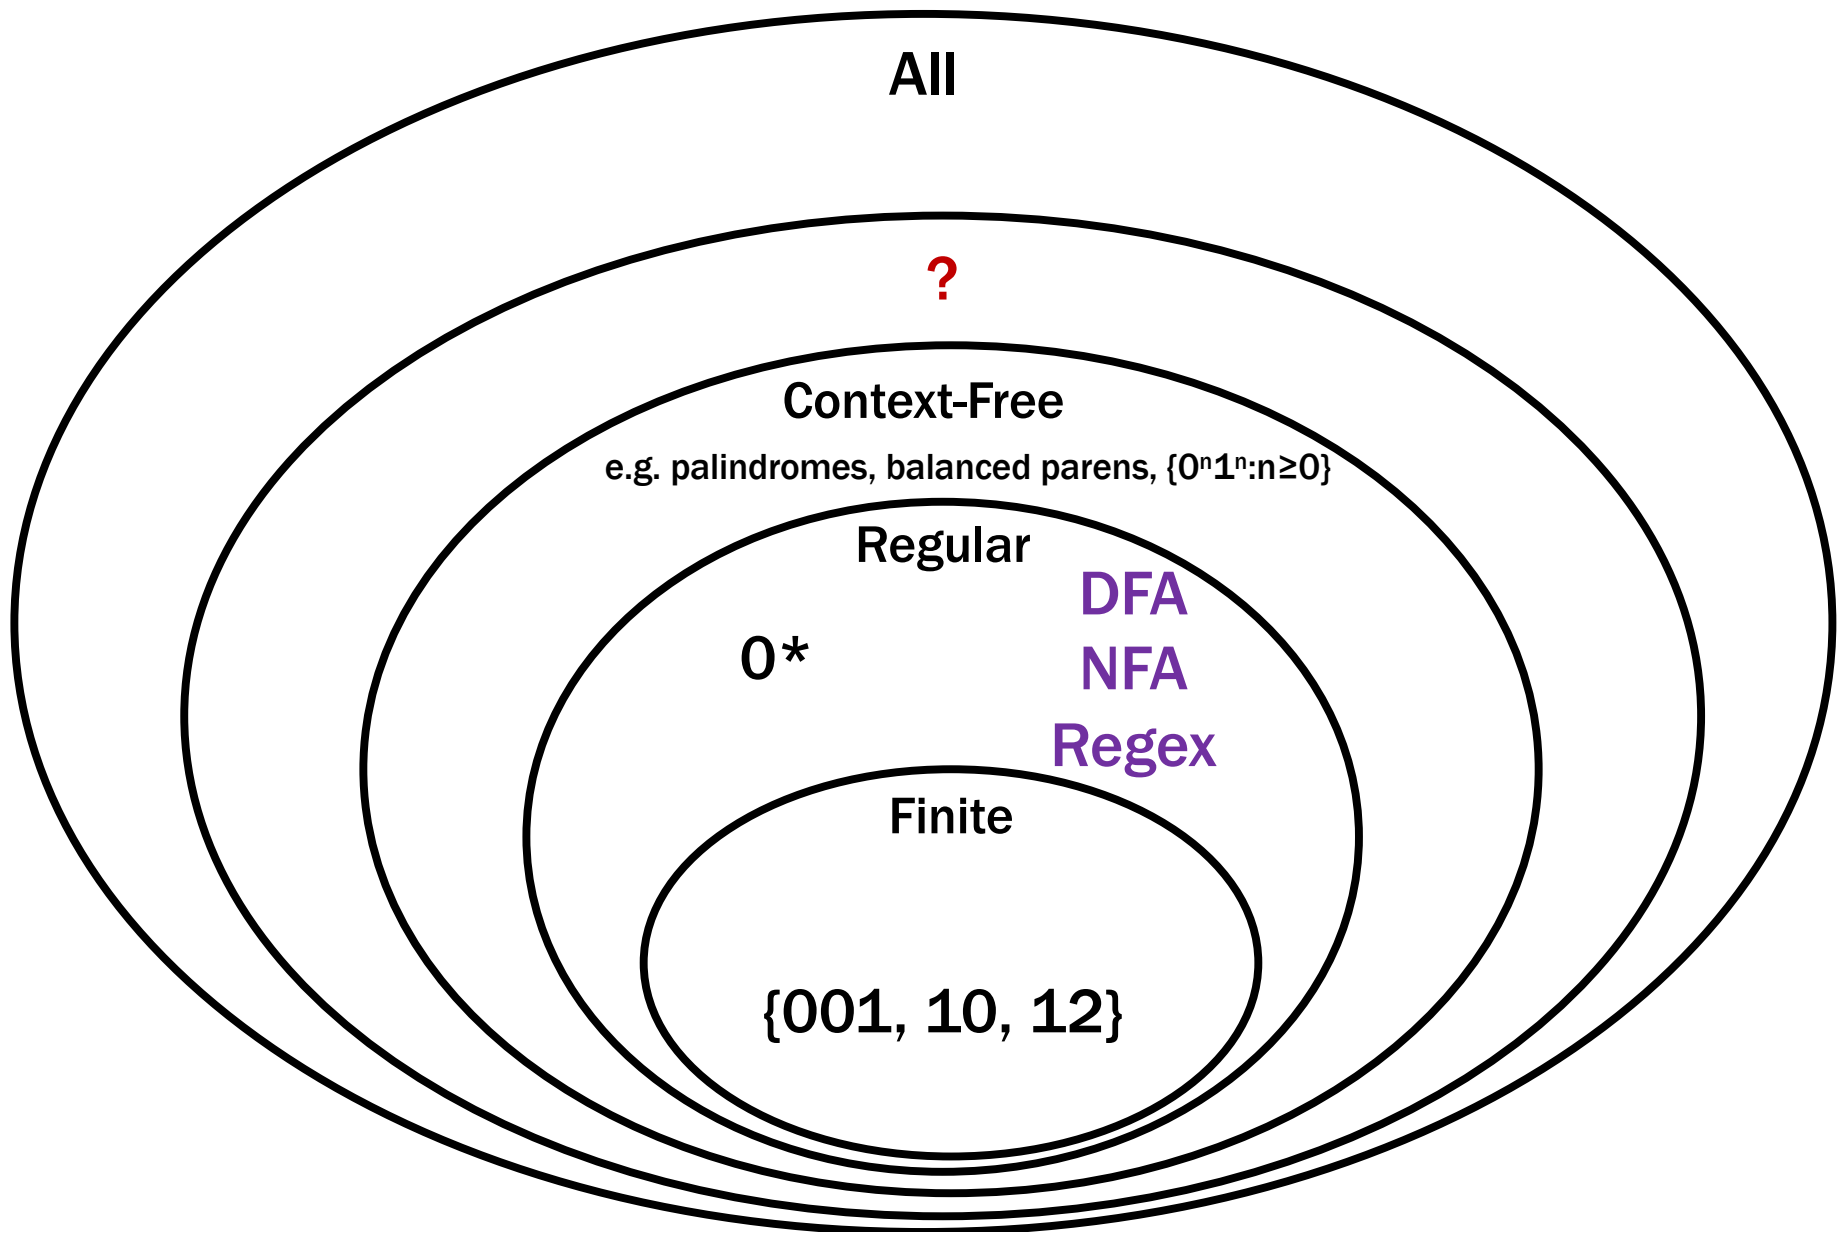 All
?
Context-Free
e.g. palindromes, balanced parens, {0ⁿ1ⁿ:n≥0}
Regular
DFA
0*
NFA
Regex
Finite
{001, 10, 12}